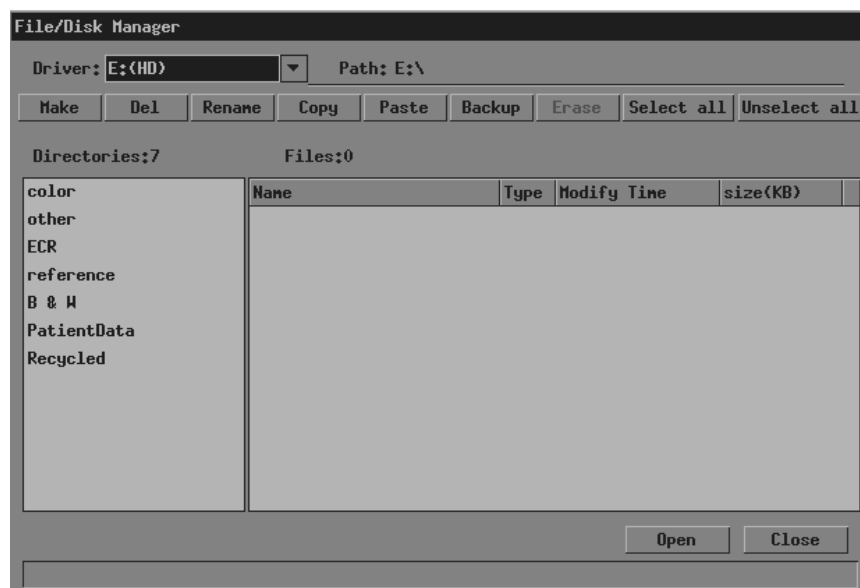 File/Disk Manager
Driver: E:(HD) Path: E:\
Make Del Rename Copy Paste Backup Erase Select all Unselect all
Directories:7 Files:0
Name Type Modify Time size(KB)
color
other
ECR
reference
B & W
PatientData
Recycled
Open Close